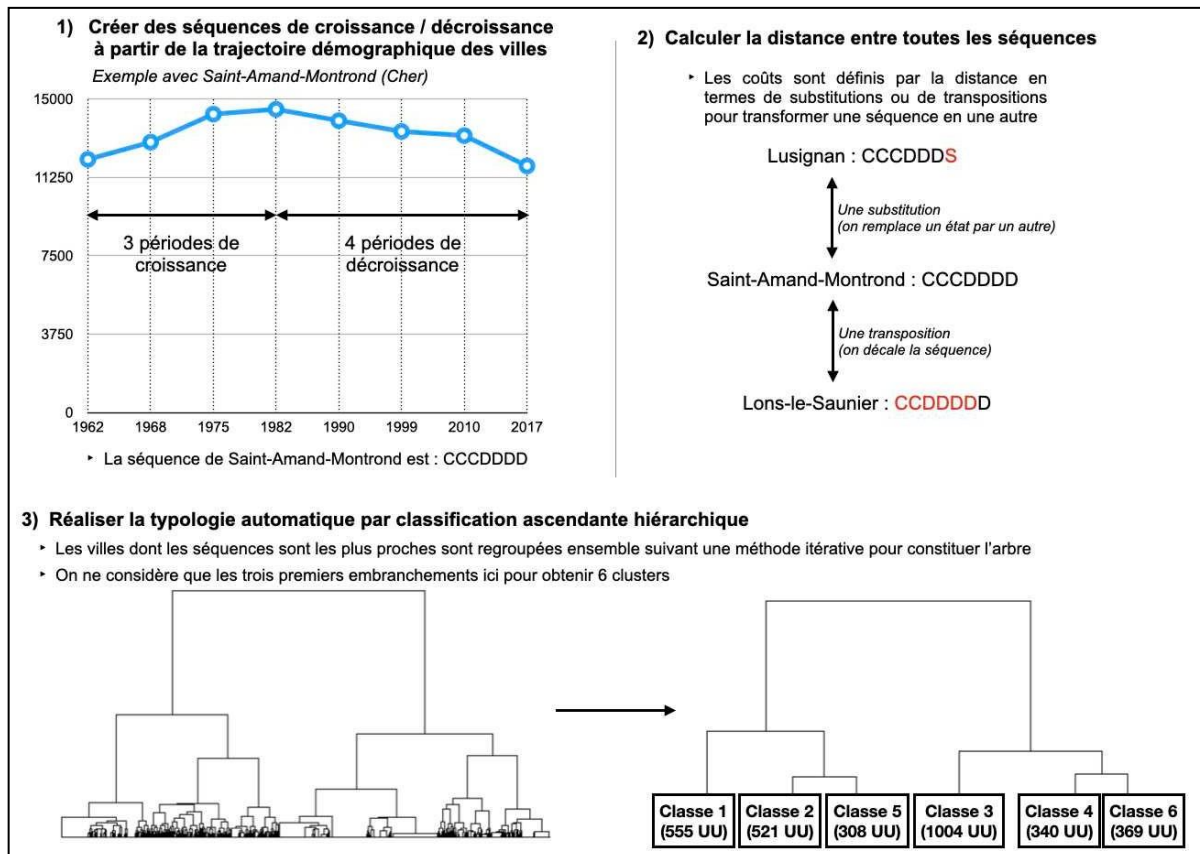 1) Créer des séquences de croissance / décroissance
à partir de la trajectoire démographique des villes
Exemple avec Saint-Amand-Montrond (Cher)
15000
11250
7500
3750
0
3 périodes de
croissance
4 périodes de
décroissance
1962 1968 1975 1982 1990 1999 2010 2017
‣ La séquence de Saint-Amand-Montrond est : CCCDDDD
2) Calculer la distance entre toutes les séquences
‣ Les coûts sont définis par la distance en
termes de substitutions ou de transpositions
pour transformer une séquence en une autre
Lusignan : CCCDDDS
Une substitution
(on remplace un état par un autre)
Saint-Amand-Montrond : CCCDDDD
Une transposition
(on décale la séquence)
Lons-le-Saunier : CCDDDDD
3) Réaliser la typologie automatique par classification ascendante hiérarchique
‣ Les villes dont les séquences sont les plus proches sont regroupées ensemble suivant une méthode itérative pour constituer l'arbre
‣ On ne considère que les trois premiers embranchements ici pour obtenir 6 clusters
Classe 1
(555 UU)
Classe 2
(521 UU)
Classe 5
(308 UU)
Classe 3
(1004 UU)
Classe 4
(340 UU)
Classe 6
(369 UU)